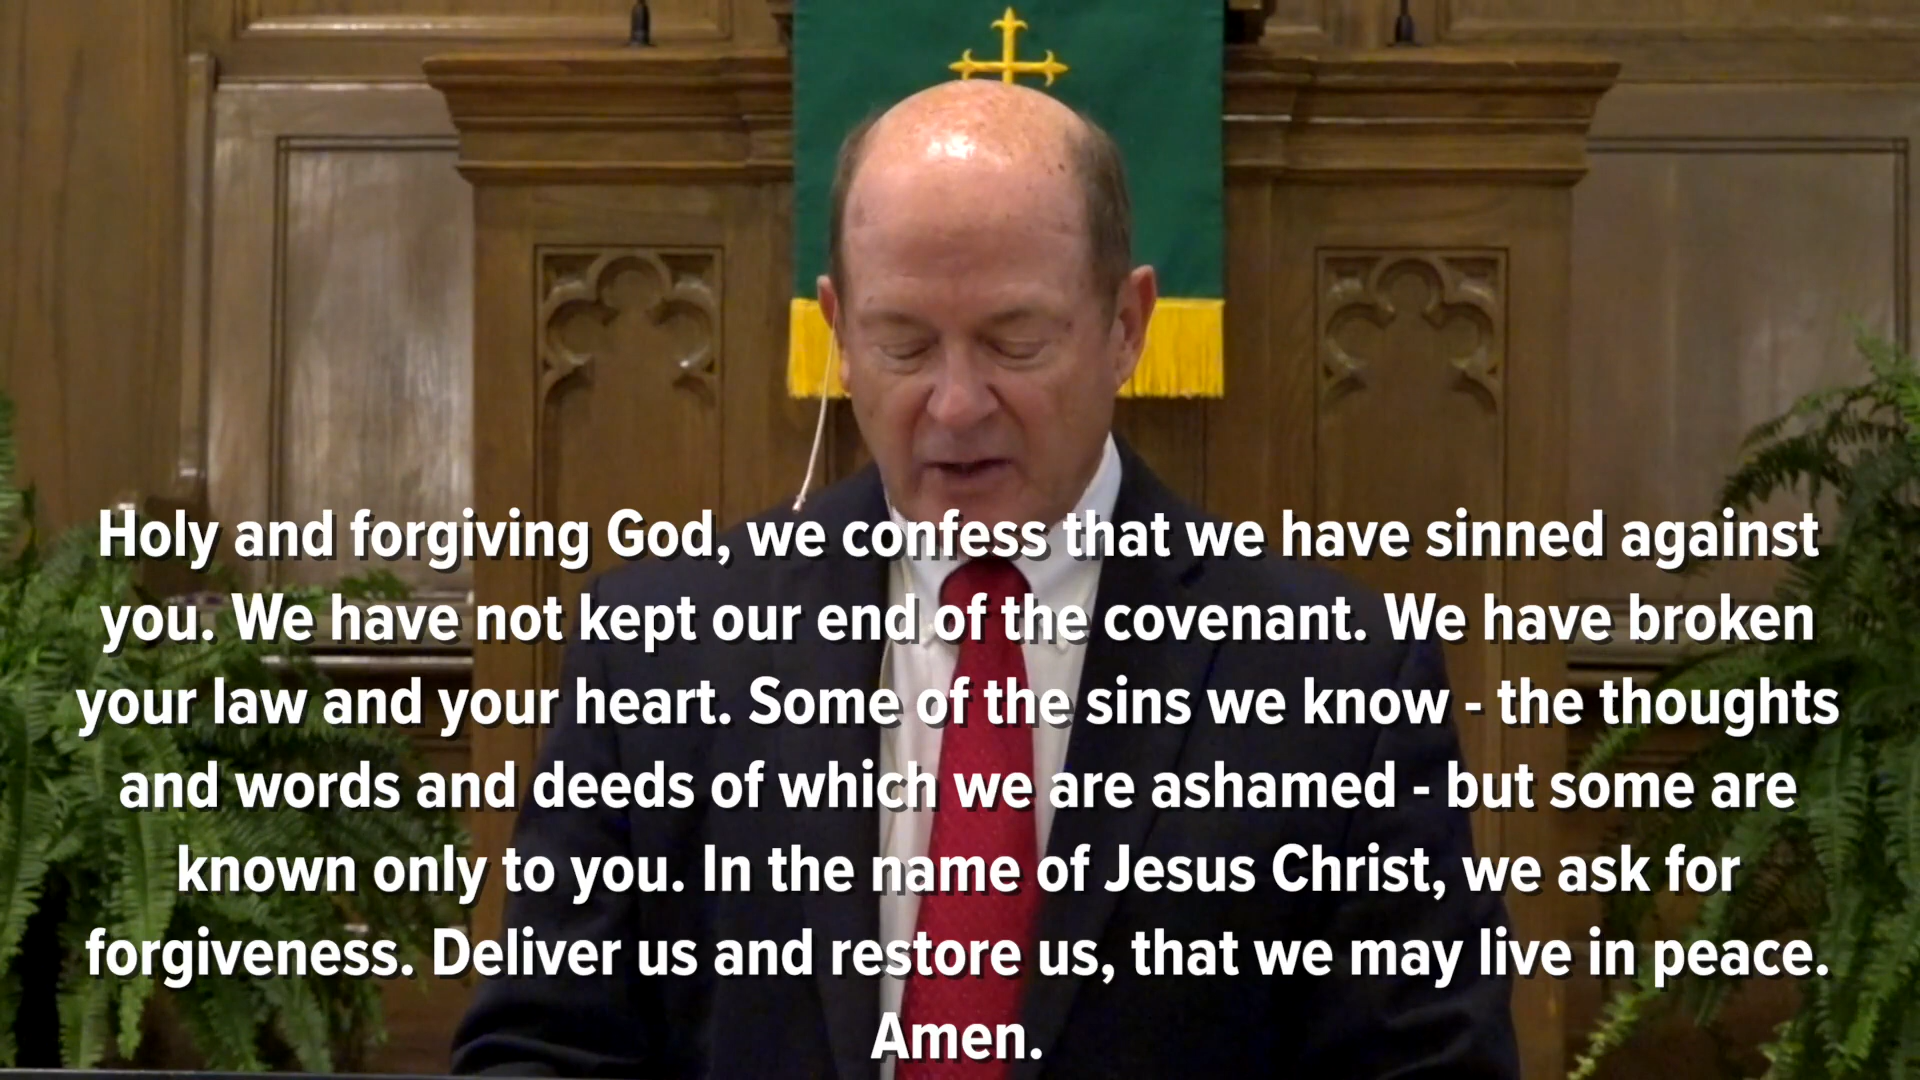 Holy and forgiving God, we confess that we have sinned against
you. We have not kept our end of the covenant. We have broken
your law and your heart. Some of the sins we know - the thoughts
and words and deeds of which we are ashamed - but some are
known only to you. In the name of Jesus Christ, we ask for
forgiveness. Deliver us and restore us, that we may live in peace.
Amen.